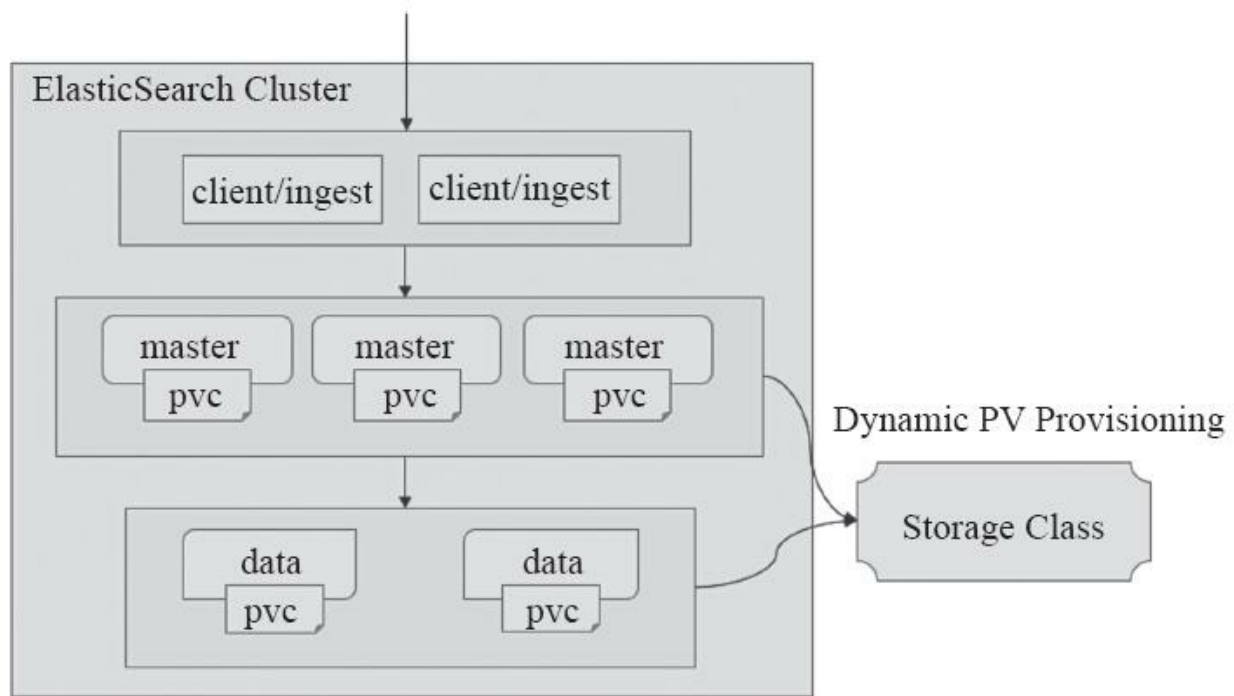 ElasticSearch Cluster
client/ingest
client/ingest
master
master
master
pvc
pvc
pvc
Dynamic PV Provisioning
Storage Class
data
data
pvc
pvc